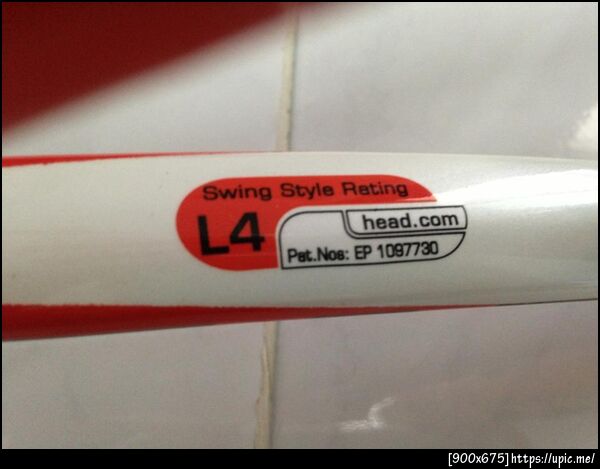 Swing Style Rating
L4
head.com
Pat.Nos: EP 1097730
[900x675]https://upic.me/